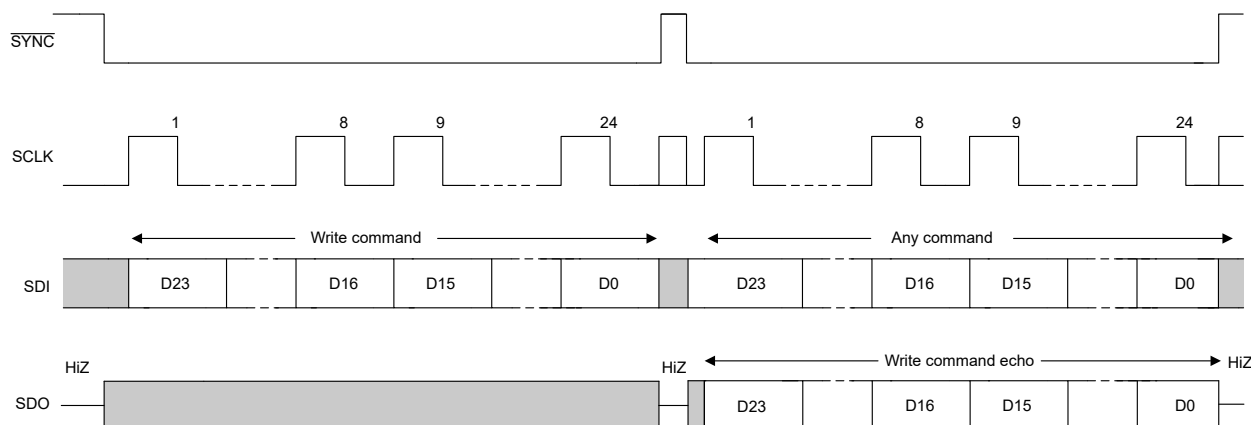 SYNC
1 8 9 24 1 8 9 24
SCLK
Write command Any command
SDI D23 D16 D15 D0 D23 D16 D15 D0
HiZ HiZ Write command echo HiZ
SDO D23 D16 D15 D0